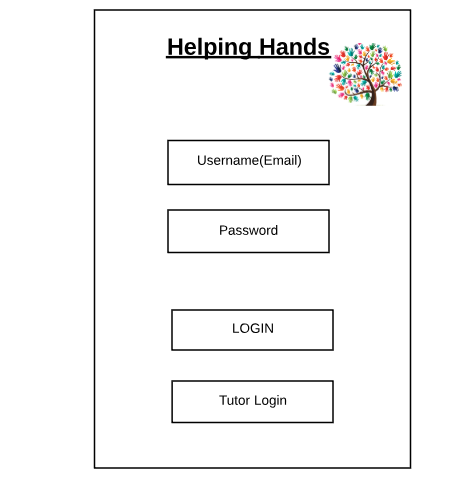 Helping Hands
Username(Email)
Password
LOGIN
Tutor Login